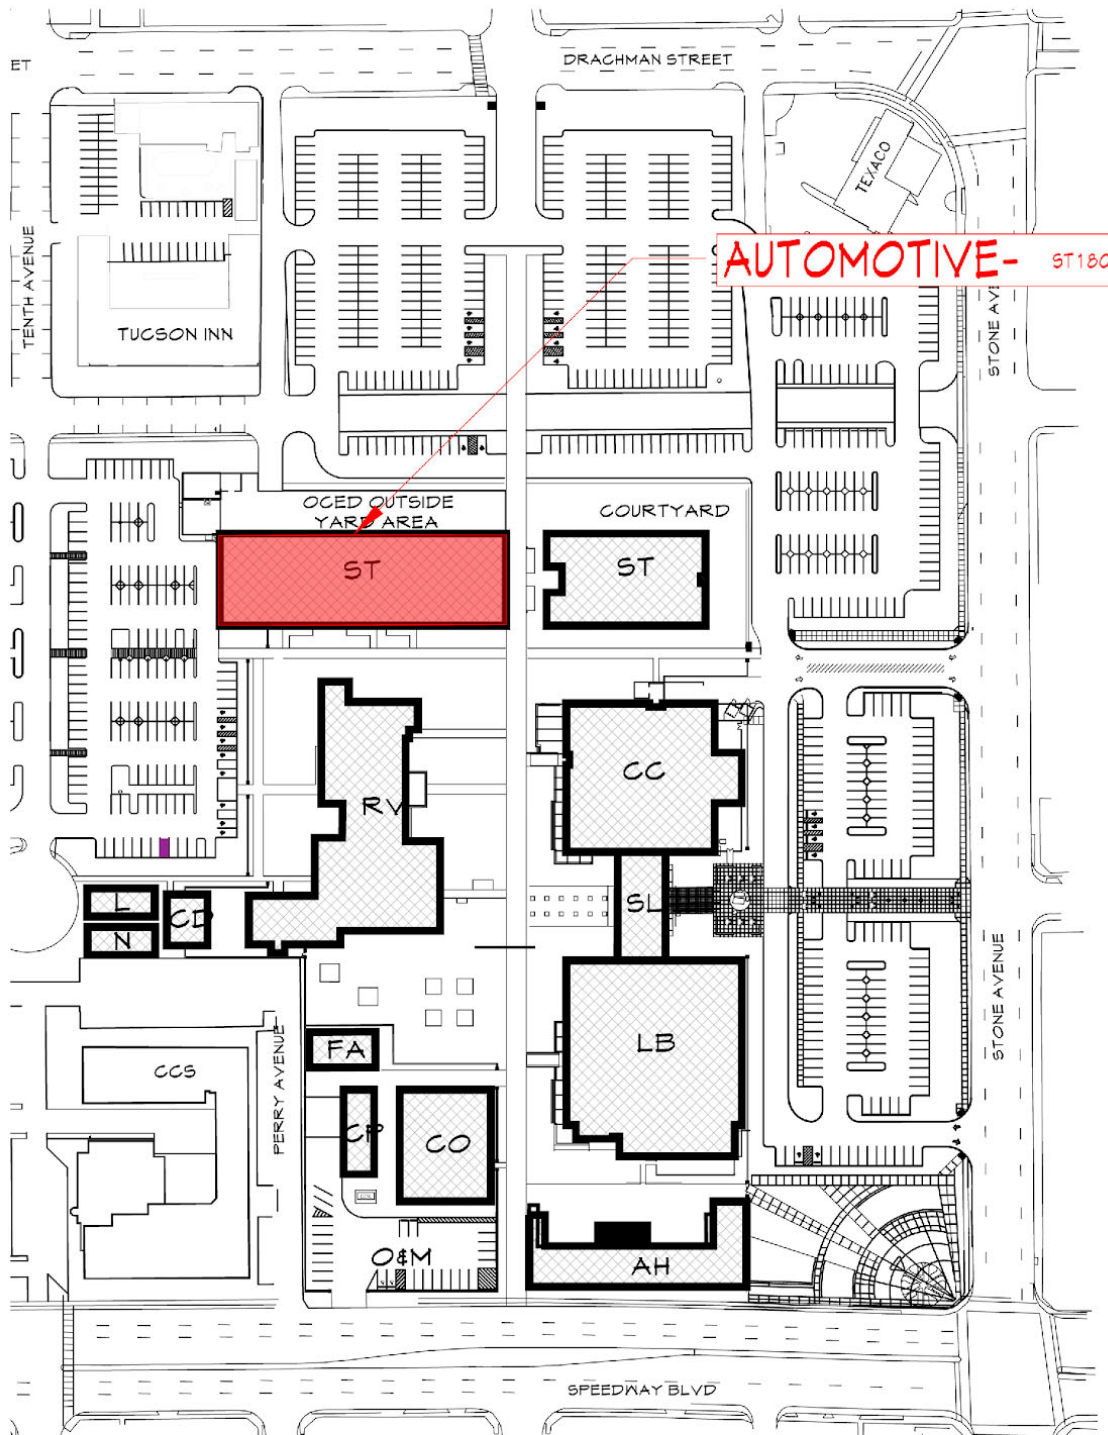 ET
DRACHMAN STREET
TEXACO
TENTH AVENUE
TUCSON INN
AUTOMOTIVE- ST180
STONE AVE
OCED OUTSIDE
YARD AREA
COURTYARD
ST
ST
CC
RV
L
CD
SL
N
FA
LB
CCS
PERRY AVENUE
STONE AVENUE
CP
CO
O&M
AH
SPEEDWAY BLVD